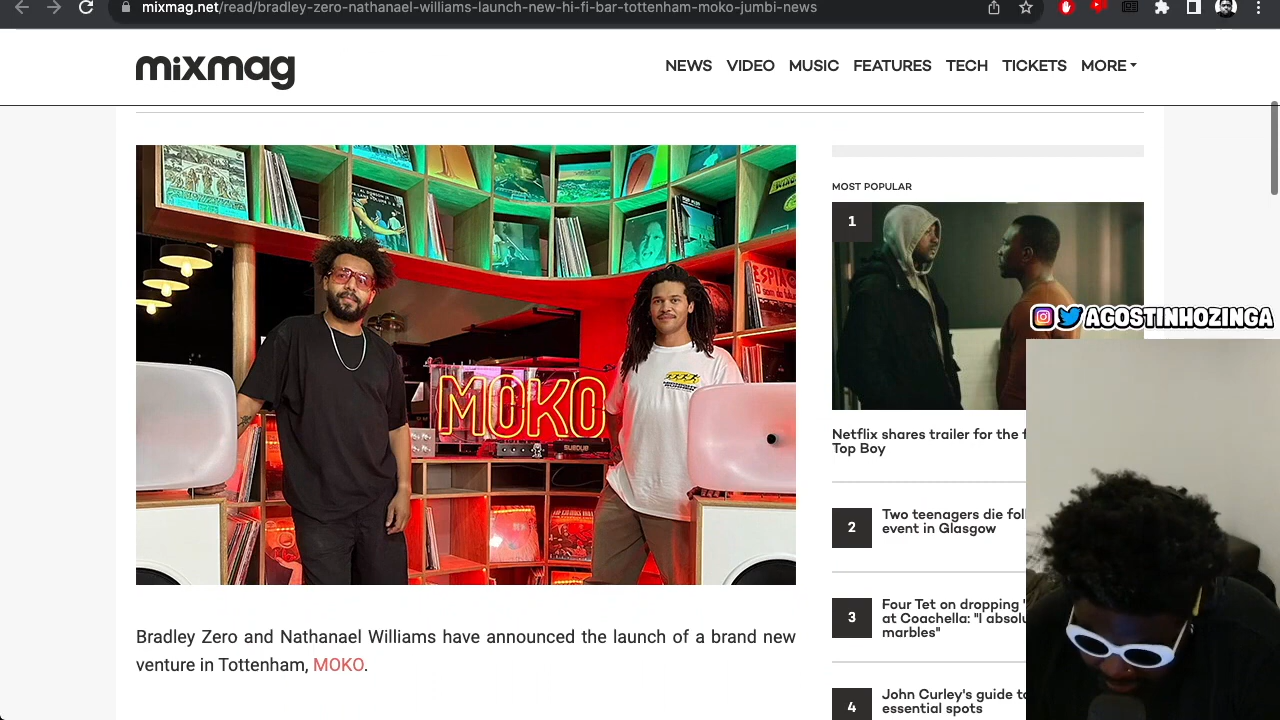 mixmag.net/read/bradley-zero-nathanael-williams-launch-new-hi-fi-bar-tottenham-moko-jumbi-news
mixmag
NEWS VIDEO MUSIC FEATURES TECH TICKETS MORE
MOST POPULAR
1
MOKO
AGOSTINHOZINGA
Netflix shares trailer for the f
Top Boy
2
Two teenagers die fol
event in Glasgow
3
Four Tet on dropping '
at Coachella: "I absolu
marbles"
Bradley Zero and Nathanael Williams have announced the launch of a brand new
venture in Tottenham, MOKO.
4
John Curley's guide to
essential spots